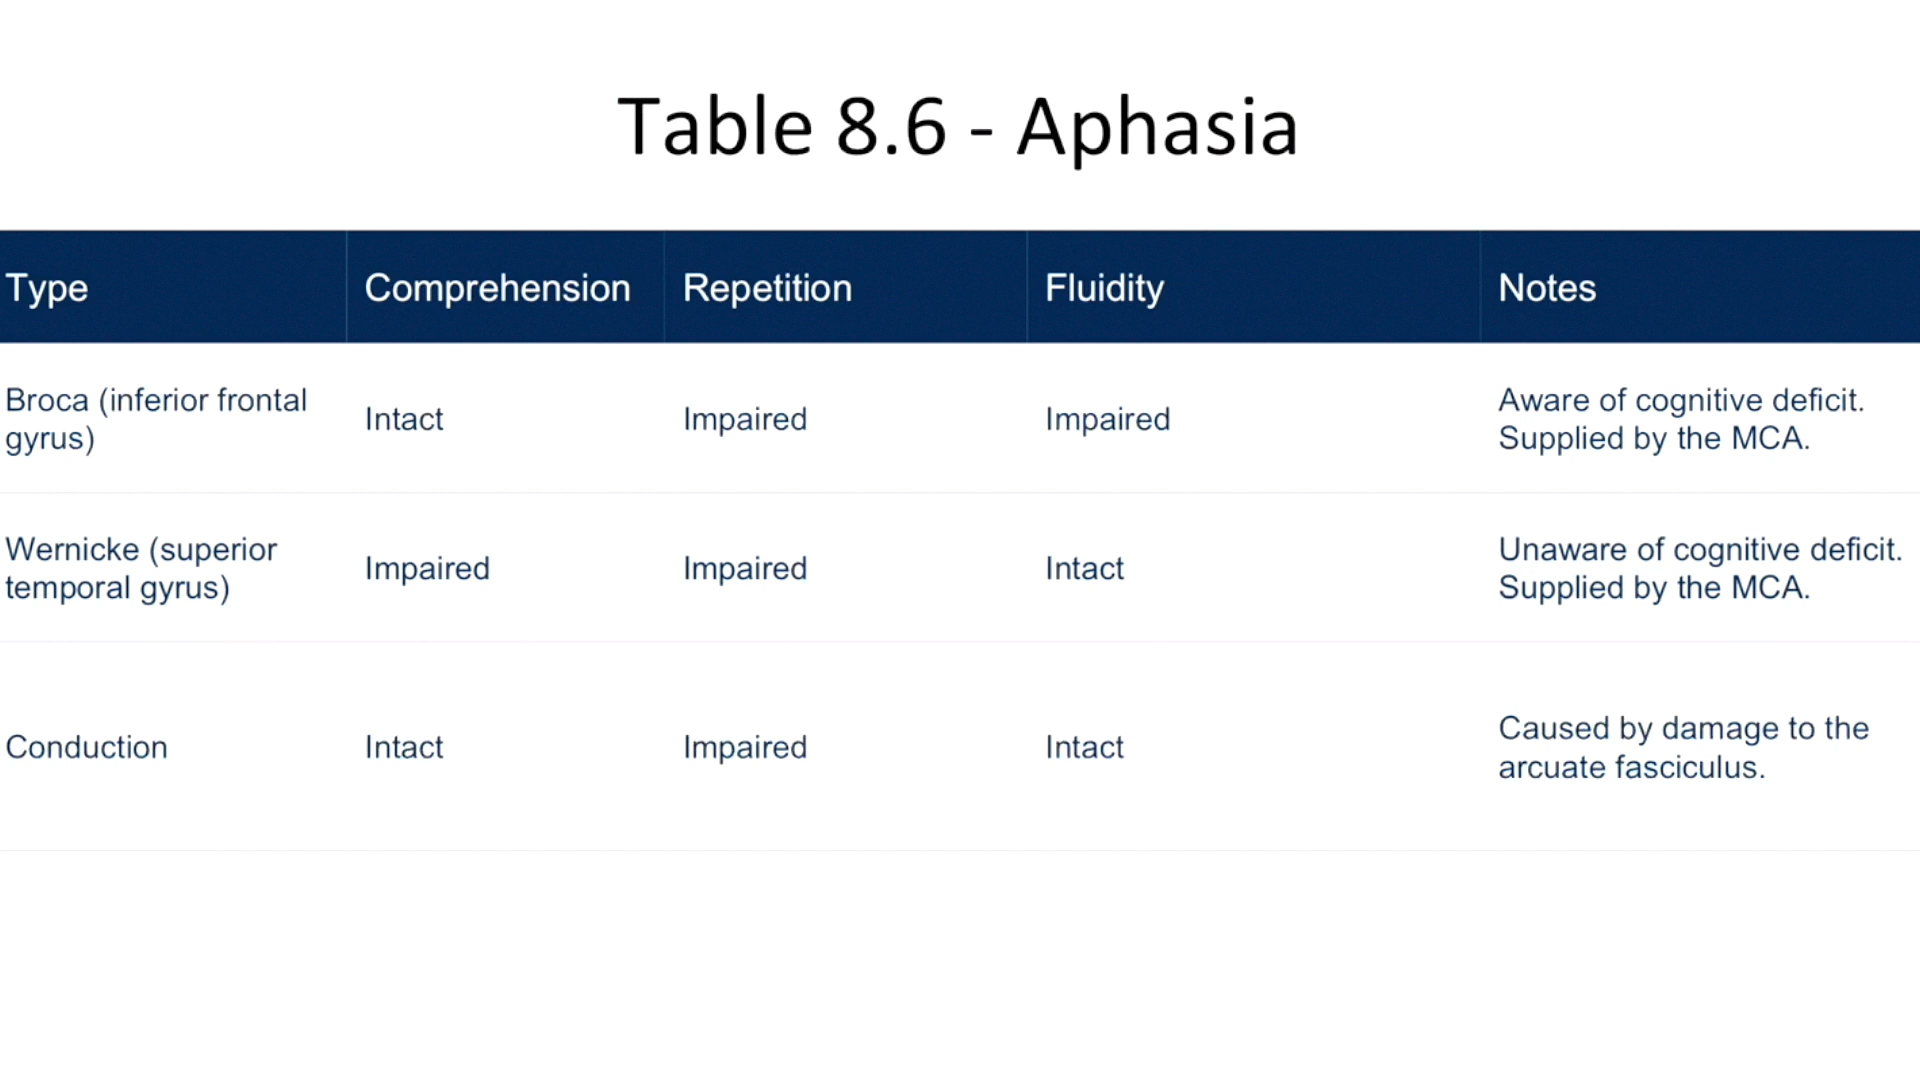 Table 8.6 - Aphasia
Type Comprehension Repetition Fluidity Notes
Broca (inferior frontal
gyrus)
Intact Impaired Impaired
Aware of cognitive deficit.
Supplied by the MCA.
Wernicke (superior
temporal gyrus)
Impaired Impaired Intact
Unaware of cognitive deficit.
Supplied by the MCA.
Conduction Intact Impaired Intact
Caused by damage to the
arcuate fasciculus.